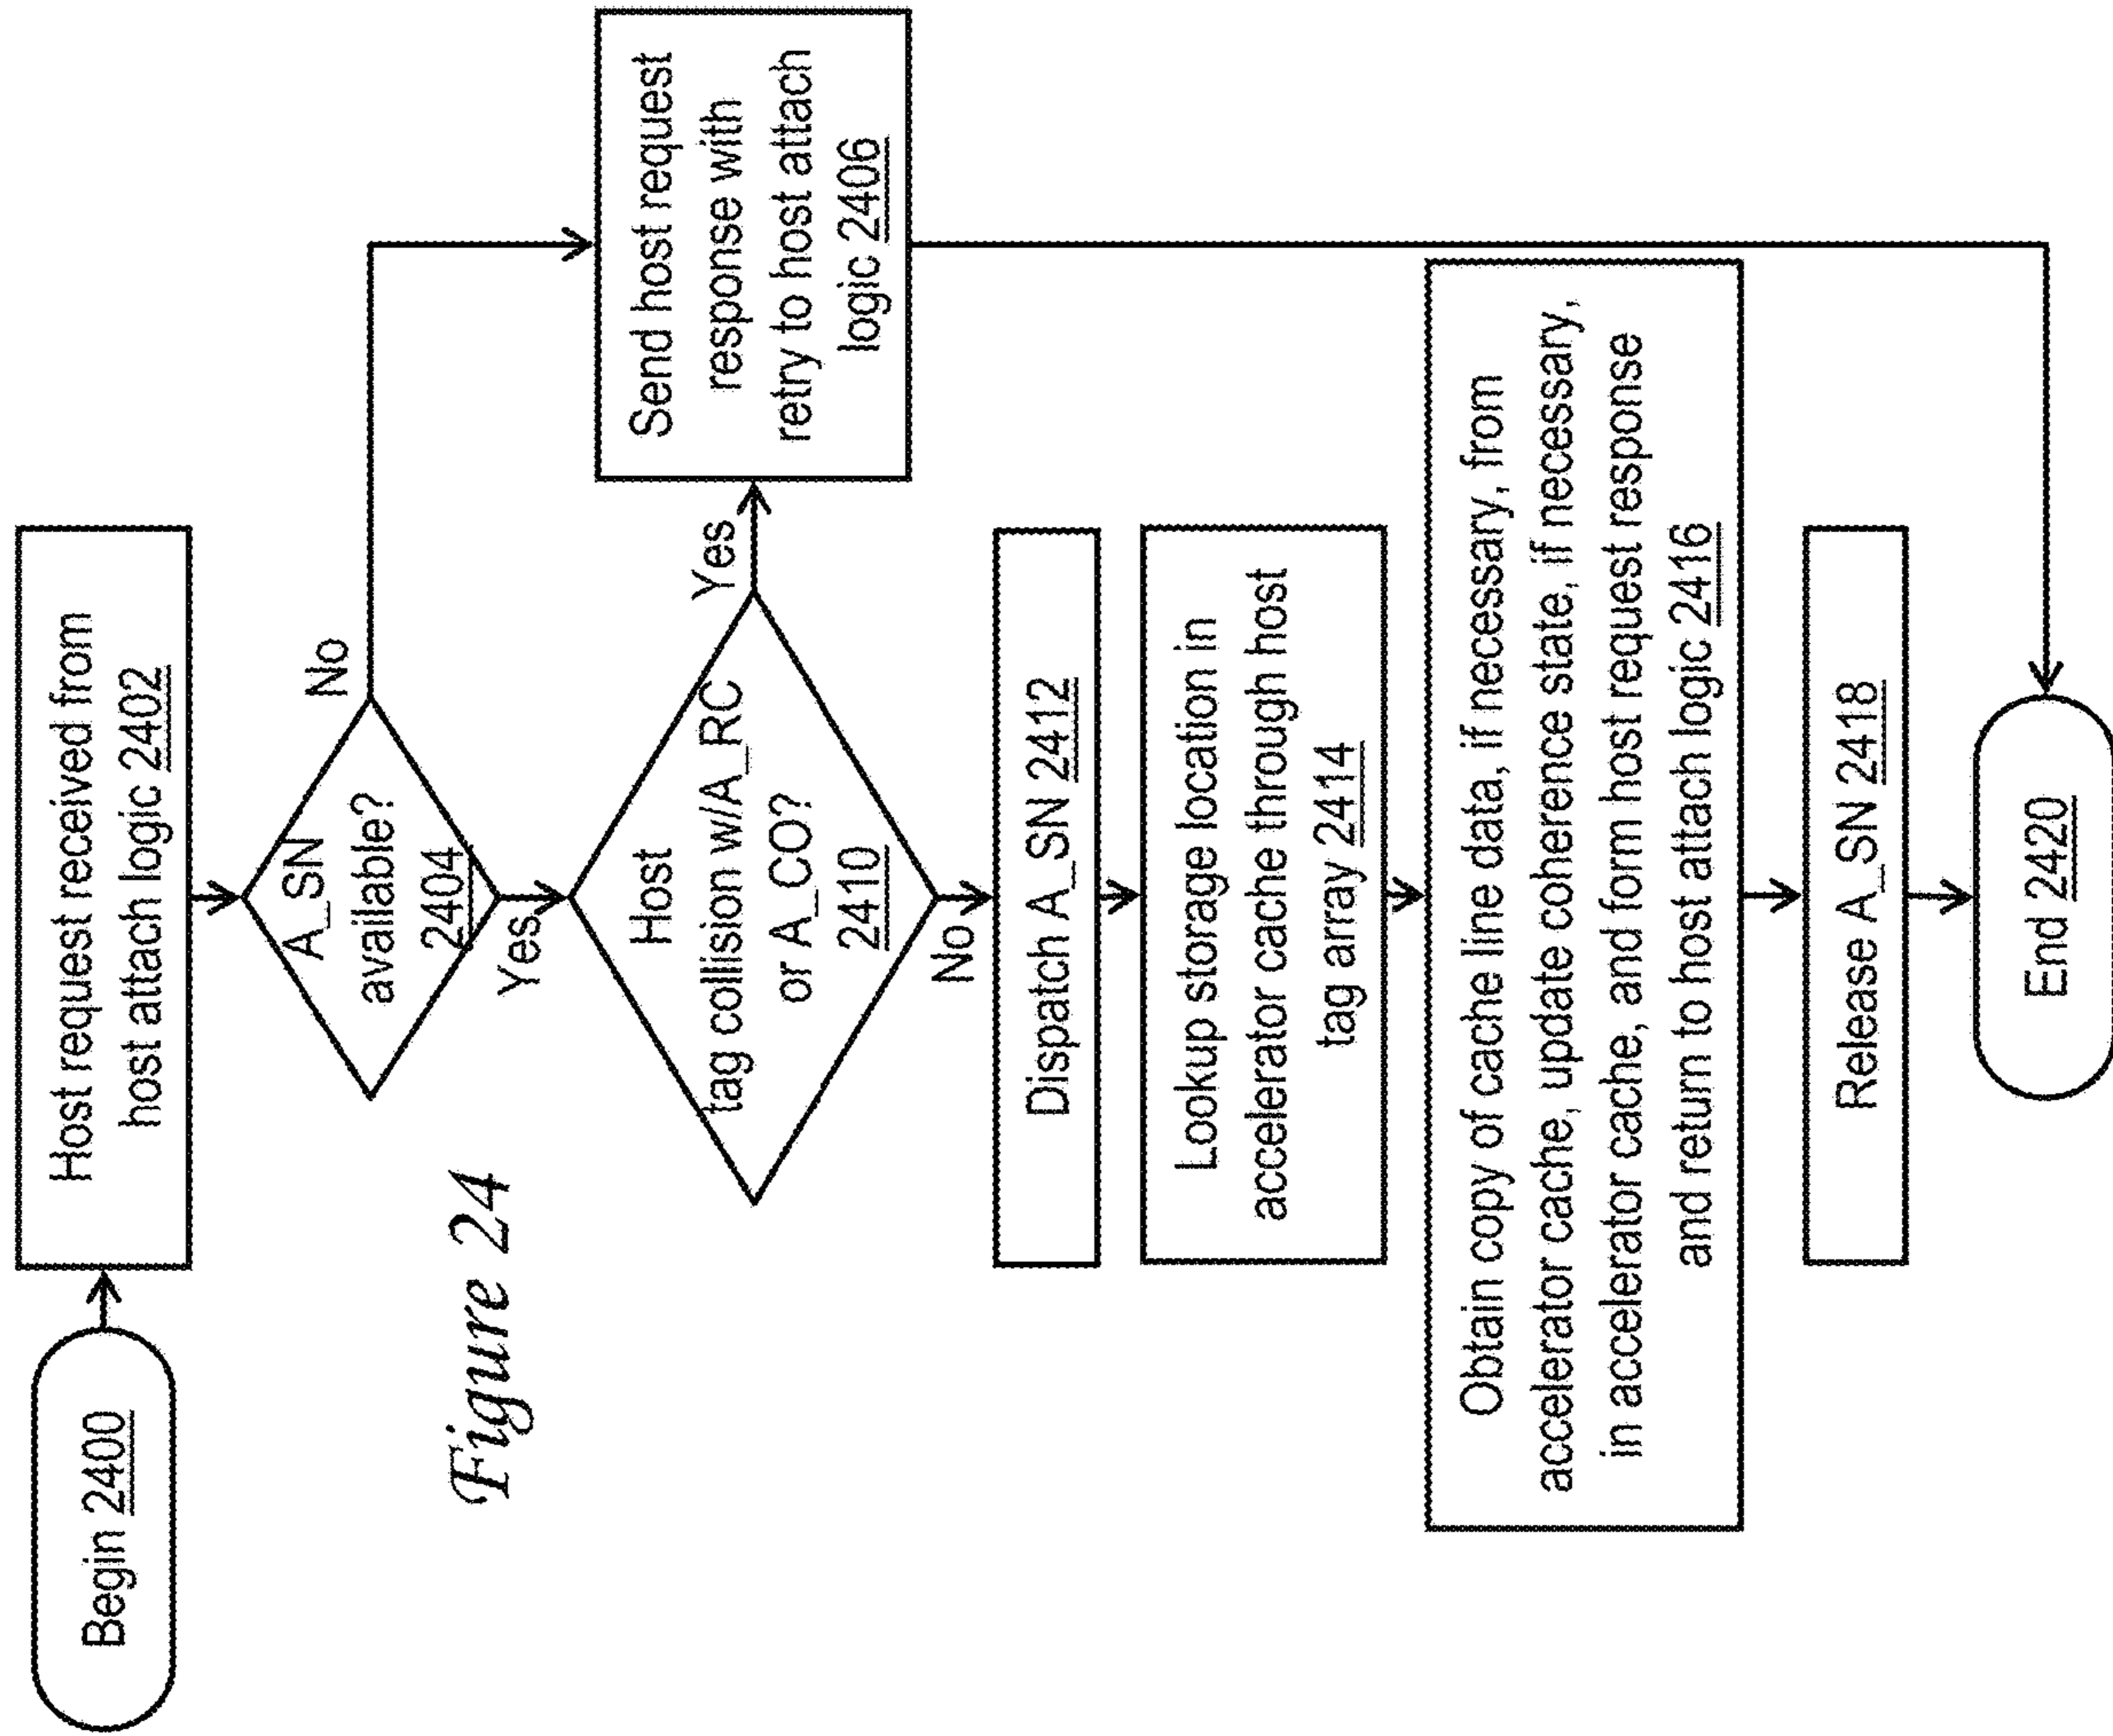 Begin 2400
Host request received from
host attach logic 2402
A_SN
available?
2404
No
Yes
Send host request
response with
retry to host attach
logic 2406
Host
tag collision w/A_RC
or A_CO?
2410
Yes
No
Dispatch A_SN 2412
Lookup storage location in
accelerator cache through host
tag array 2414
Obtain copy of cache line data, if necessary, from
accelerator cache, update coherence state, if necessary,
in accelerator cache, and form host request response
and return to host attach logic 2416
Release A_SN 2418
End 2420
Figure 24